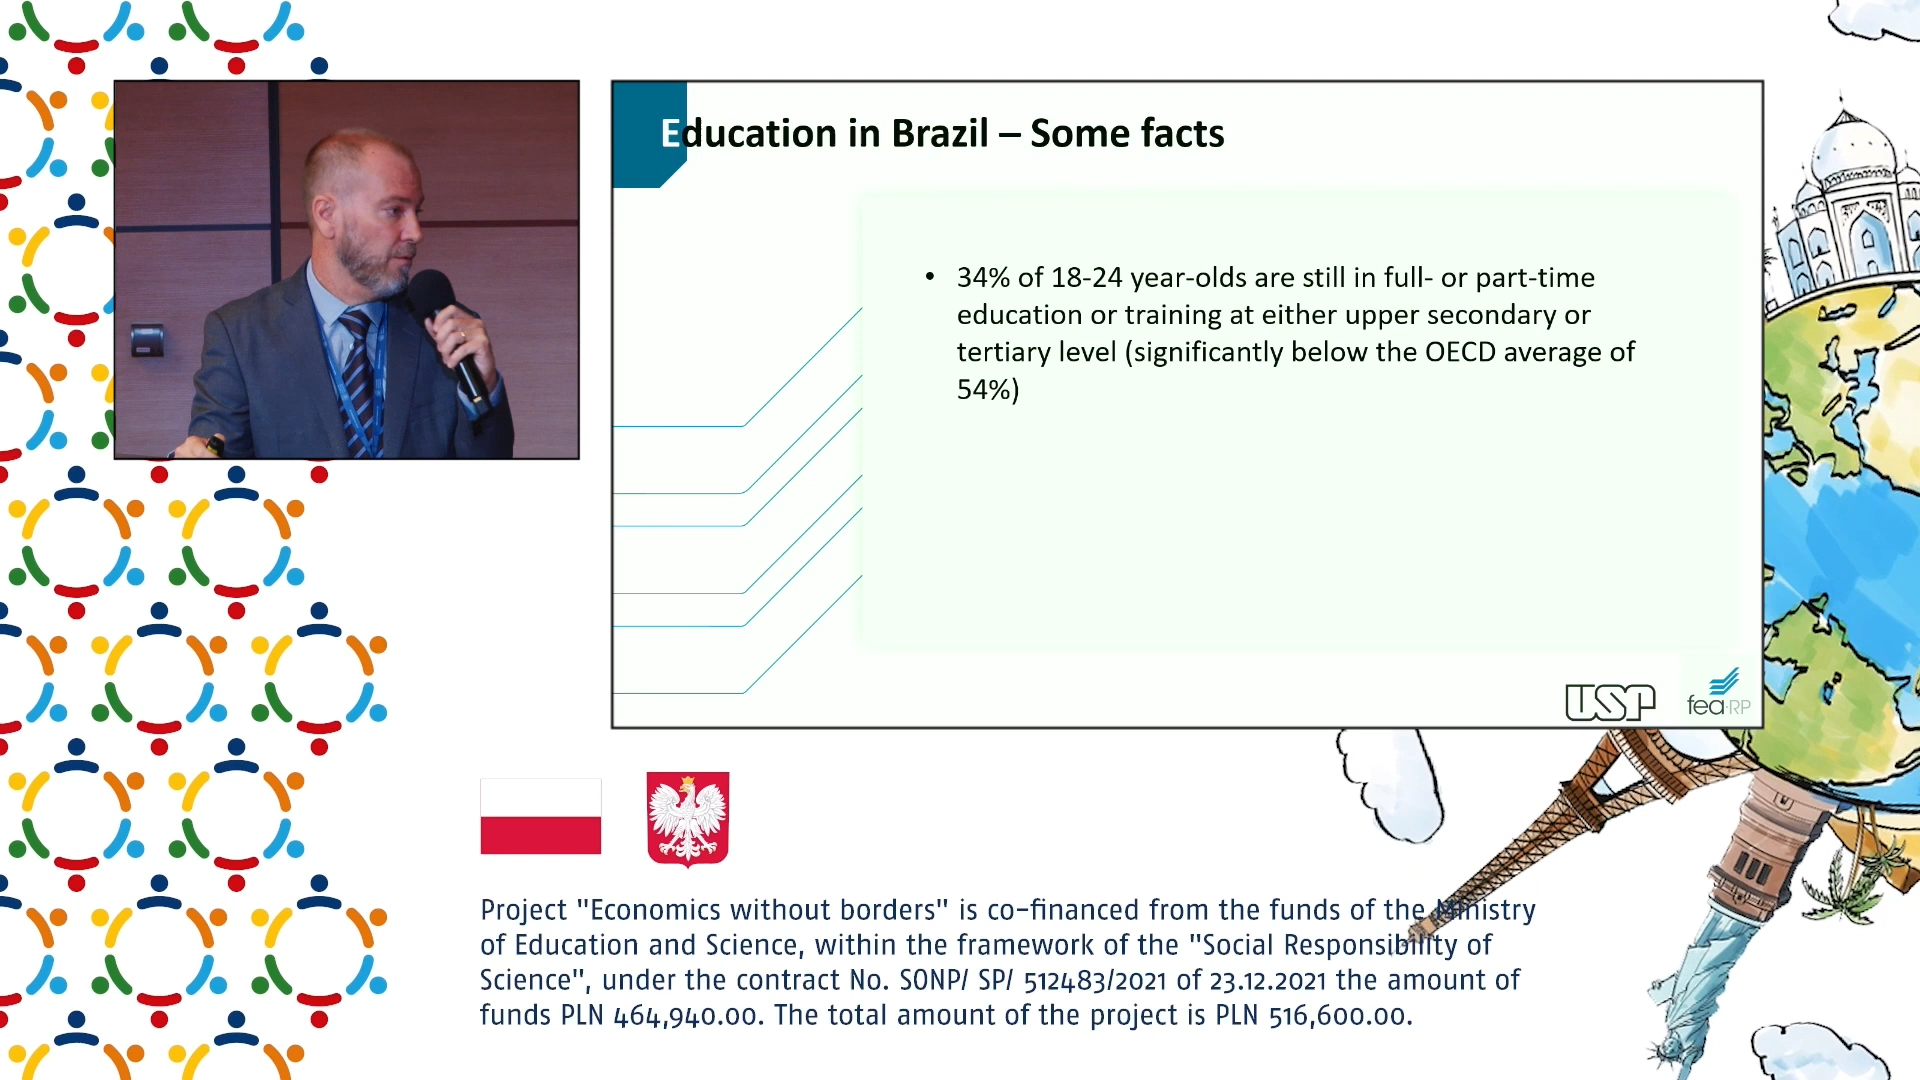 Education in Brazil – Some facts
• 34% of 18-24 year-olds are still in full- or part-time
education or training at either upper secondary or
tertiary level (significantly below the OECD average of
54%)
USP
fea·RP
Project "Economics without borders" is co-financed from the funds of the Ministry
of Education and Science, within the framework of the "Social Responsibility of
Science", under the contract No. SONP/ SP/ 512483/2021 of 23.12.2021 the amount of
funds PLN 464,940.00. The total amount of the project is PLN 516,600.00.